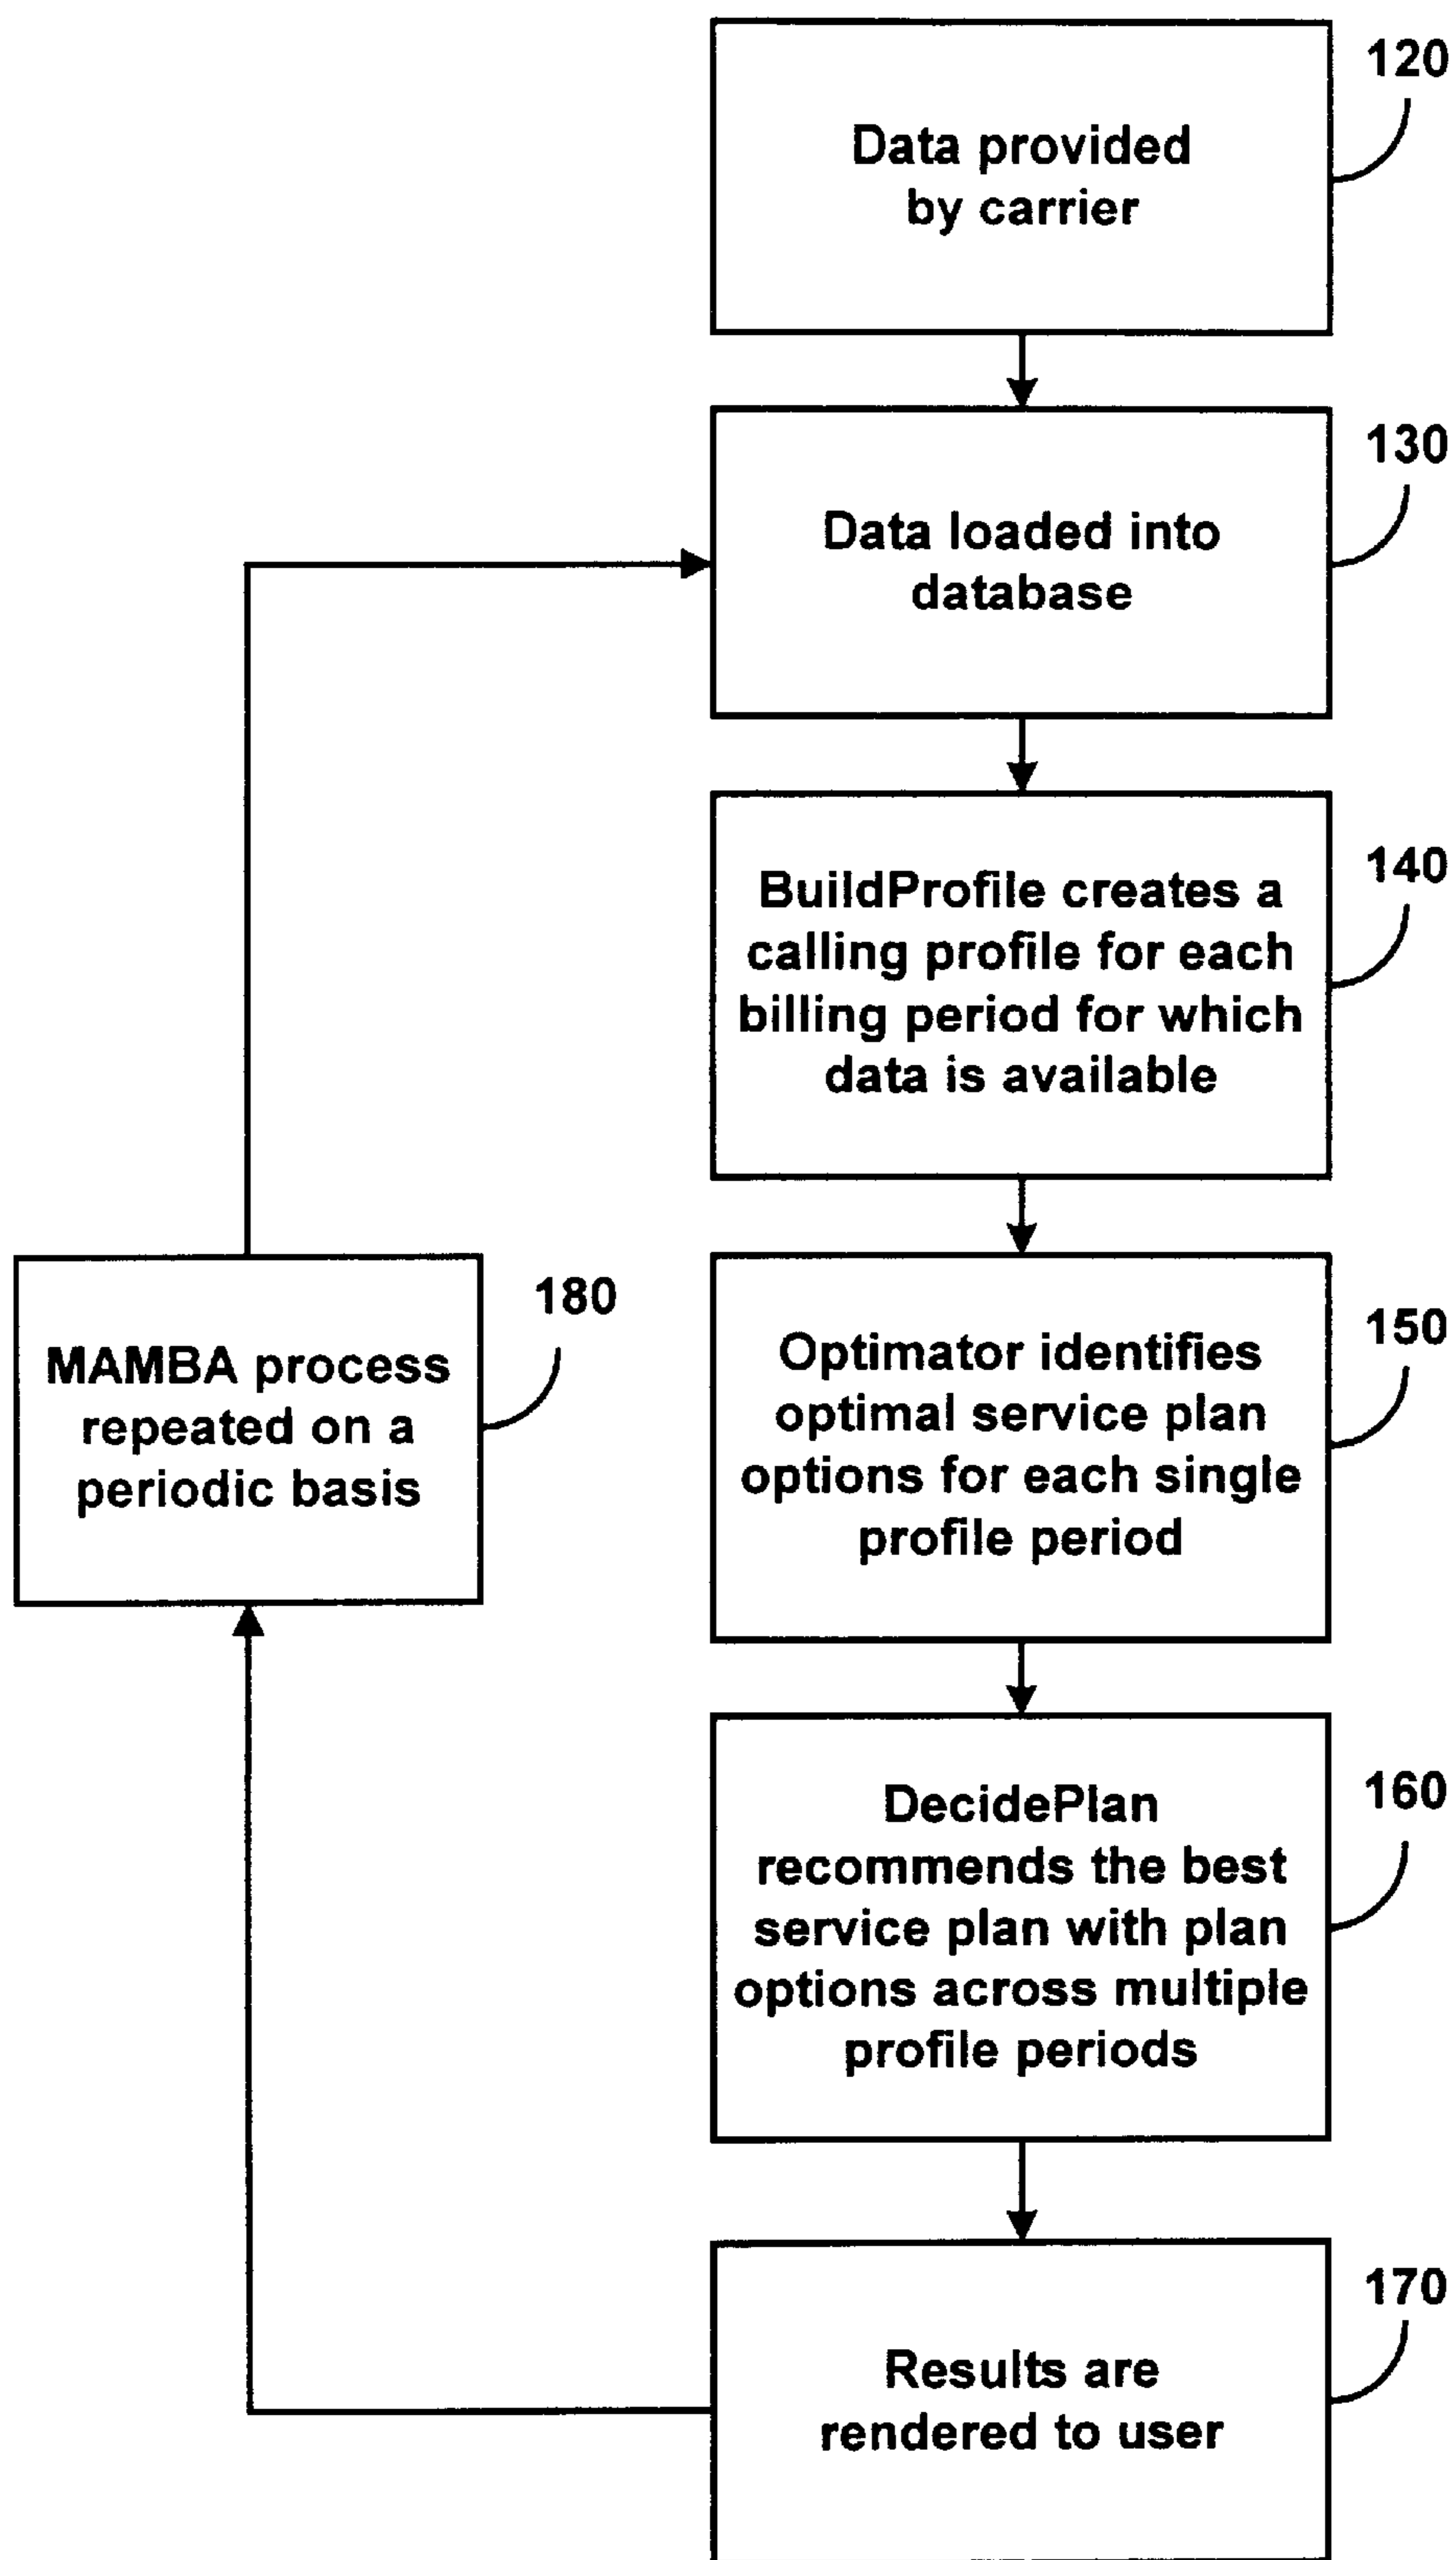 120
Data provided
by carrier
130
Data loaded into
database
140
BuildProfile creates a
calling profile for each
billing period for which
data is available
180
MAMBA process
repeated on a
periodic basis
150
Optimator identifies
optimal service plan
options for each single
profile period
160
DecidePlan
recommends the best
service plan with plan
options across multiple
profile periods
170
Results are
rendered to user